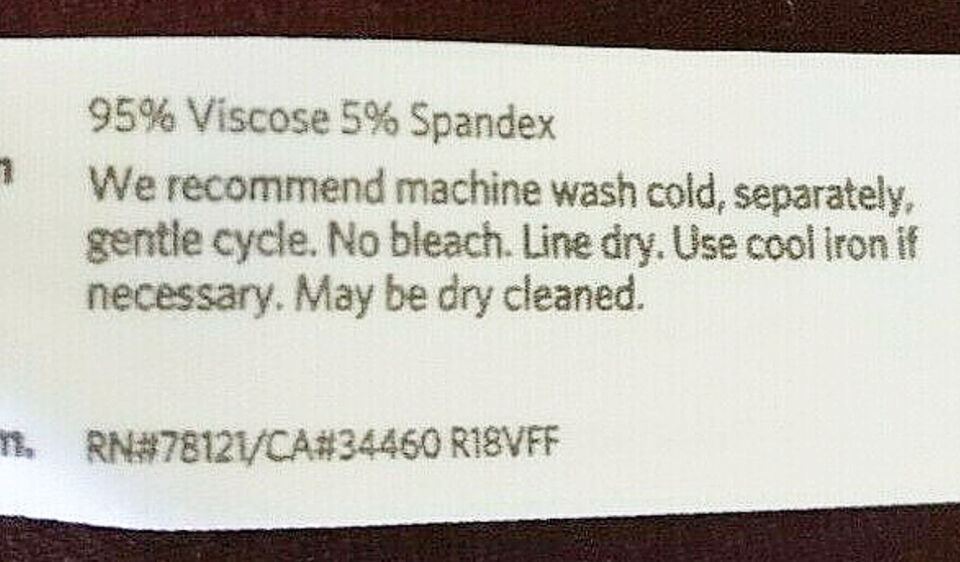 95% Viscose 5% Spandex
We recommend machine wash cold, separately,
gentle cycle. No bleach. Line dry. Use cool iron if
necessary. May be dry cleaned.
RN#78121/CA#34460 R18VFF